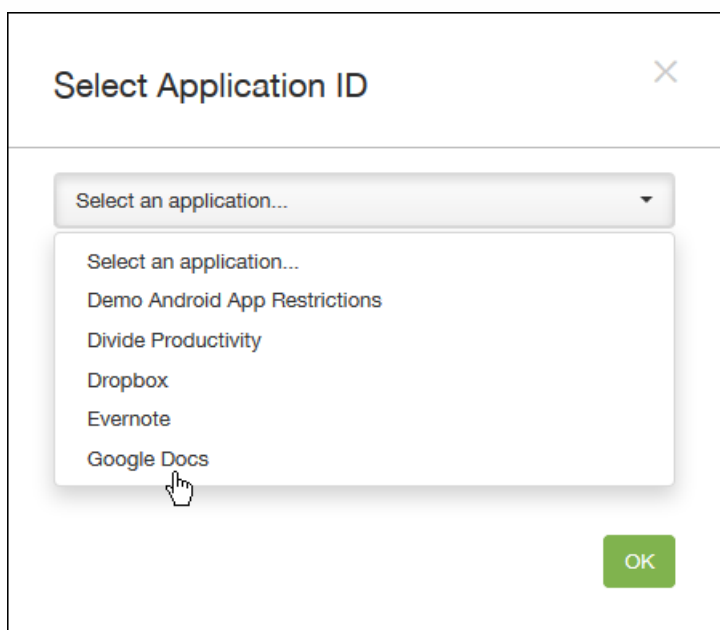 Select Application ID
Select an application...
Select an application...
Demo Android App Restrictions
Divide Productivity
Dropbox
Evernote
Google Docs
OK